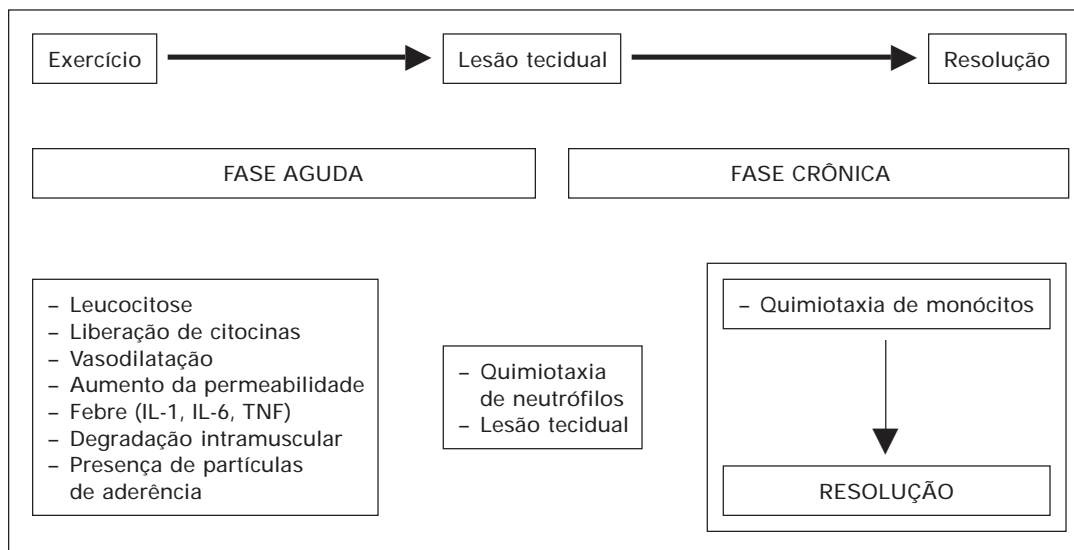 Exercício
Lesão tecidual
Resolução
FASE AGUDA
FASE CRÔNICA
– Leucocitose
– Liberação de citocinas
– Vasodilatação
– Aumento da permeabilidade
– Febre (IL-1, IL-6, TNF)
– Degradação intramuscular
– Presença de partículas
de aderência
– Quimiotaxia
de neutrófilos
– Lesão tecidual
– Quimiotaxia de monócitos
RESOLUÇÃO